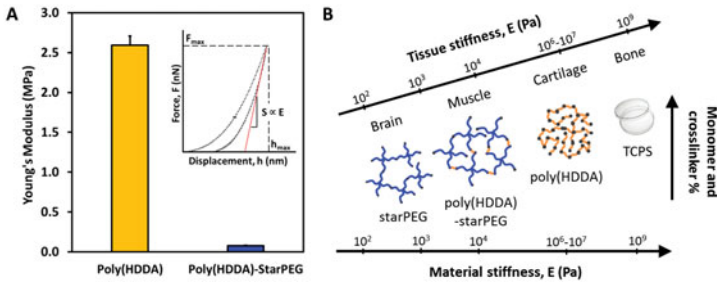 A
Young's Modulus (MPa)
3.0
2.5
2.0
1.5
1.0
0.5
0.0
Poly(HDDA)
Poly(HDDA)-StarPEG
Force, F (nN)
Fmax
S ∝ E
hmax
Displacement, h (nm)
B
Tissue stiffness, E (Pa)
10²
10³
10⁴
10⁶-10⁷
10⁹
Brain
Muscle
Cartilage
Bone
starPEG
poly(HDDA)
-starPEG
poly(HDDA)
TCPS
Monomer and
crosslinker %
10²
10³
10⁴
10⁶-10⁷
10⁹
Material stiffness, E (Pa)